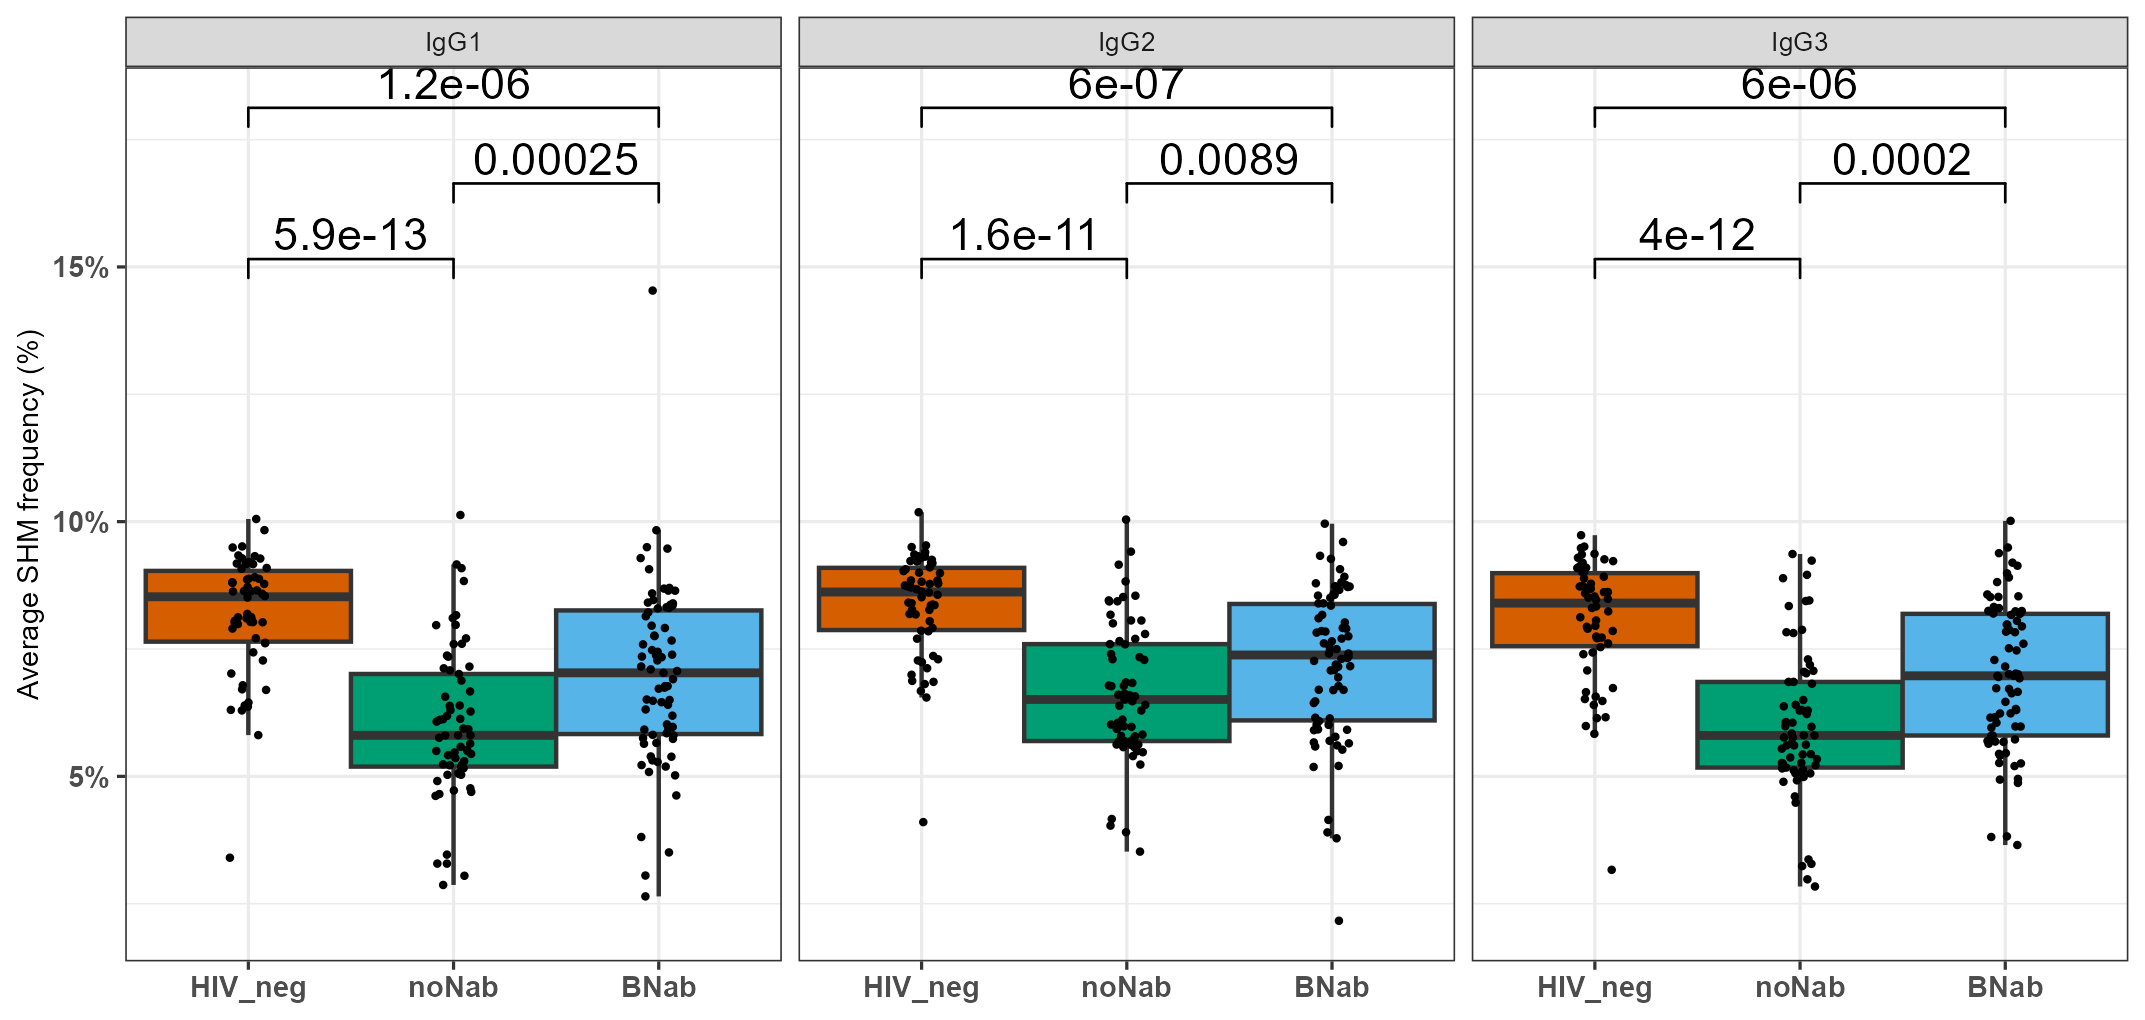 IgG1 IgG2 IgG3
1.2e-06 6e-07 6e-06
0.00025 0.0089 0.0002
5.9e-13 1.6e-11 4e-12
15%
10%
5%
Average SHM frequency (%)
HIV_neg noNab BNab HIV_neg noNab BNab HIV_neg noNab BNab